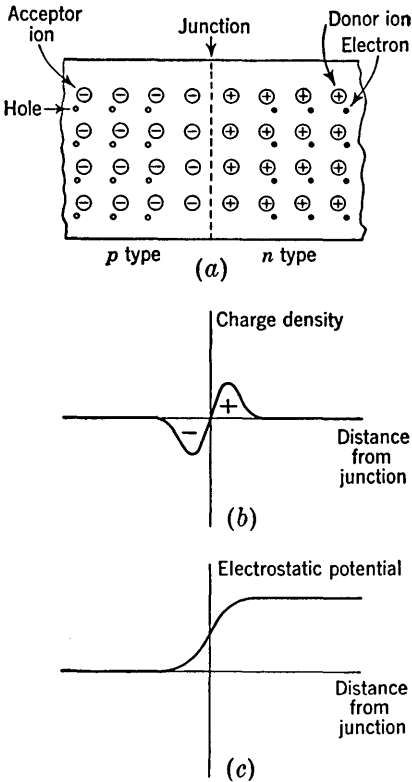 Acceptor
ion
Junction
Donor ion
Electron
Hole
p type
n type
(a)
Charge density
+
−
Distance
from
junction
(b)
Electrostatic potential
Distance
from
junction
(c)